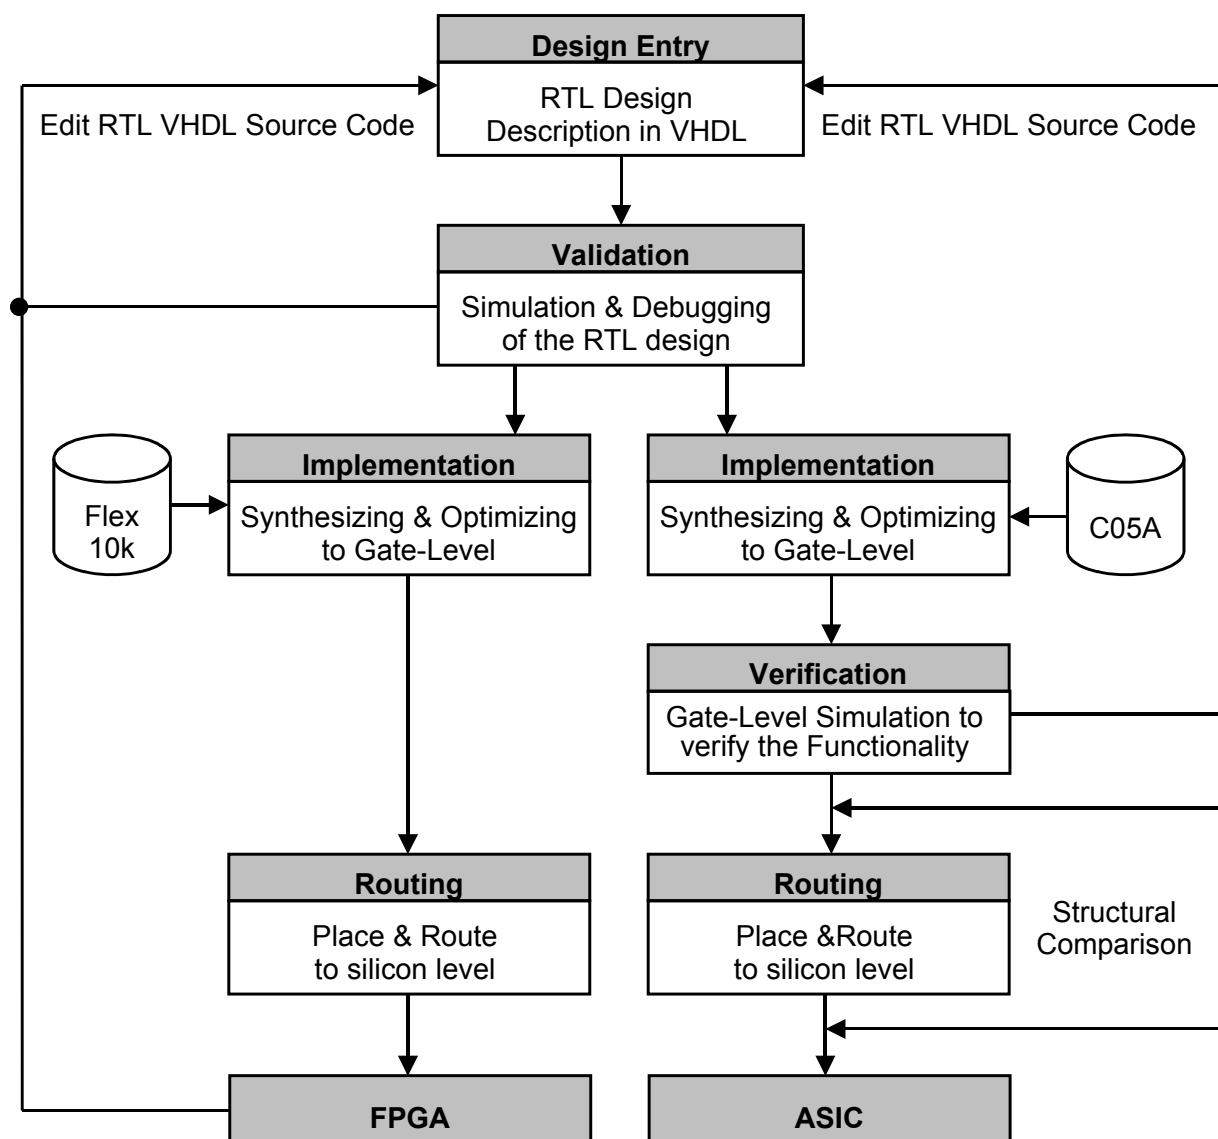 Design Entry
RTL Design
Description in VHDL
Edit RTL VHDL Source Code
Edit RTL VHDL Source Code
Validation
Simulation & Debugging
of the RTL design
Flex
10k
Implementation
Synthesizing & Optimizing
to Gate-Level
Implementation
Synthesizing & Optimizing
to Gate-Level
C05A
Verification
Gate-Level Simulation to
verify the Functionality
Routing
Place & Route
to silicon level
Routing
Place &Route
to silicon level
Structural
Comparison
FPGA
ASIC